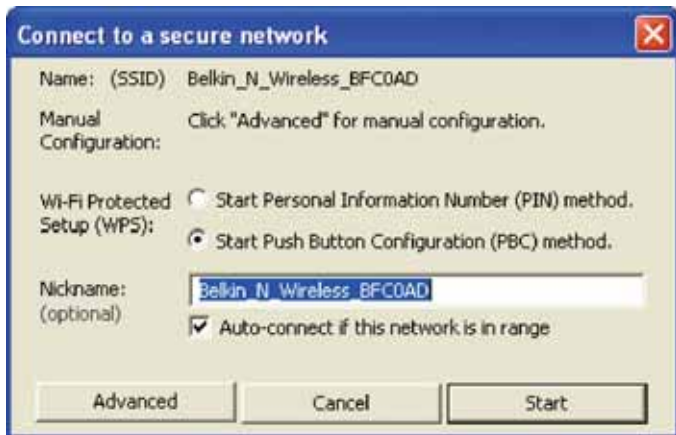 Connect to a secure network
Name: (SSID) Belkin_N_Wireless_BFC0AD
Manual Configuration: Click "Advanced" for manual configuration.
Wi-Fi Protected Setup (WPS): Start Personal Information Number (PIN) method.
Start Push Button Configuration (PBC) method.
Nickname: (optional) Belkin_N_Wireless_BFC0AD
Auto-connect if this network is in range
Advanced Cancel Start